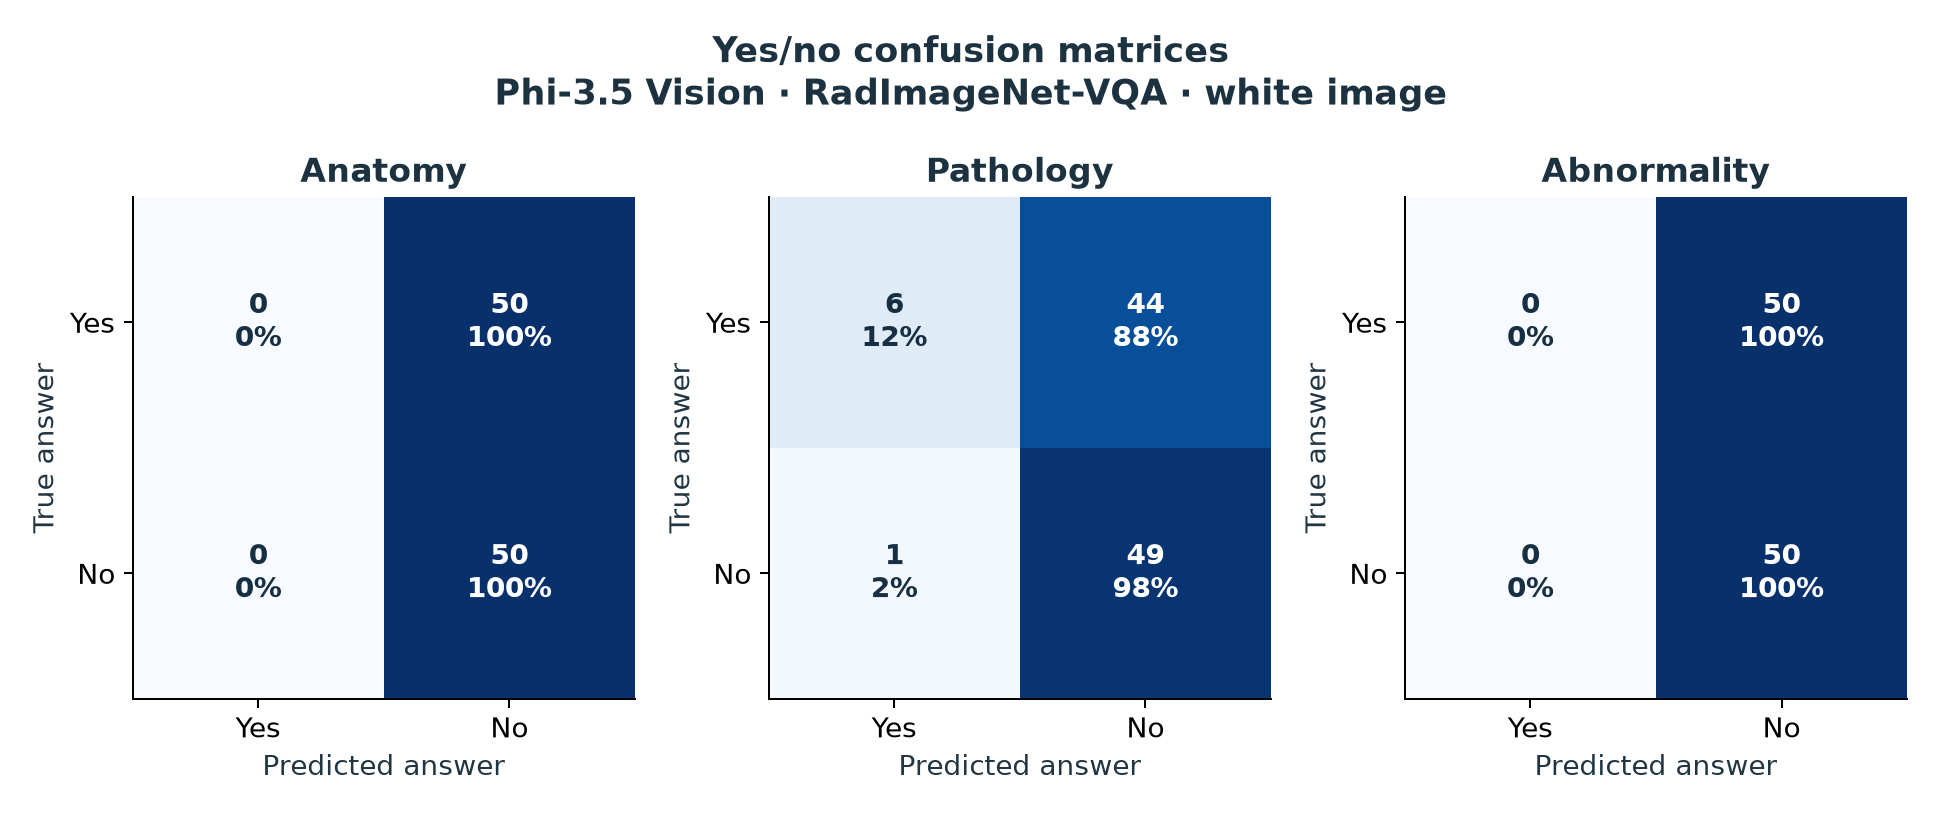 Yes/no confusion matrices
Phi-3.5 Vision · RadImageNet-VQA · white image
Anatomy
True answer
Yes
No
0
0%
50
100%
0
0%
50
100%
Yes
No
Predicted answer
Pathology
True answer
Yes
No
6
12%
44
88%
1
2%
49
98%
Yes
No
Predicted answer
Abnormality
True answer
Yes
No
0
0%
50
100%
0
0%
50
100%
Yes
No
Predicted answer